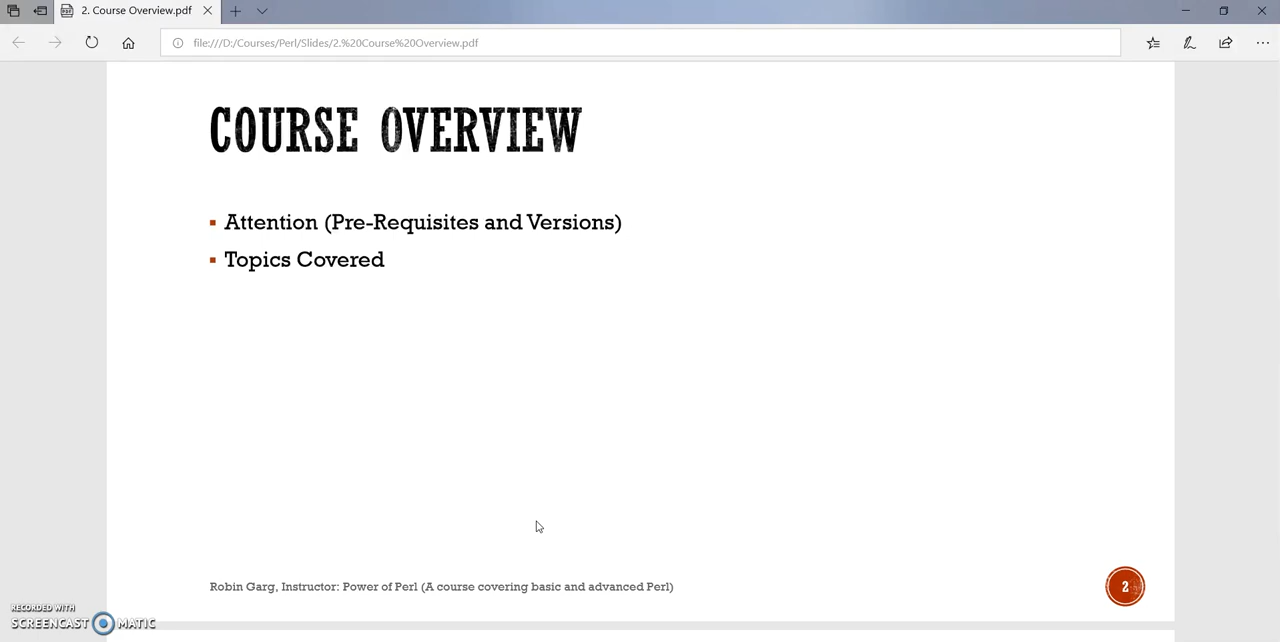 2. Course Overview.pdf
file:///D:/Courses/Perl/Slides/2.%20Course%20Overview.pdf
COURSE OVERVIEW
Attention (Pre-Requisites and Versions)
Topics Covered
Robin Garg, Instructor: Power of Perl (A course covering basic and advanced Perl)
2
RECORDED WITH
SCREENCAST MATIC